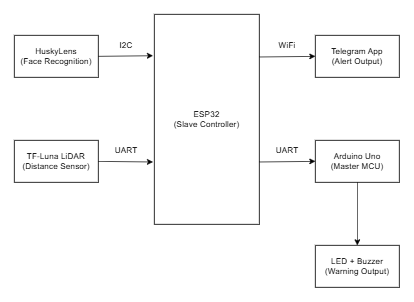 HuskyLens
(Face Recognition)
I2C
ESP32
(Slave Controller)
WiFi
Telegram App
(Alert Output)
TF-Luna LiDAR
(Distance Sensor)
UART
UART
Arduino Uno
(Master MCU)
LED + Buzzer
(Warning Output)